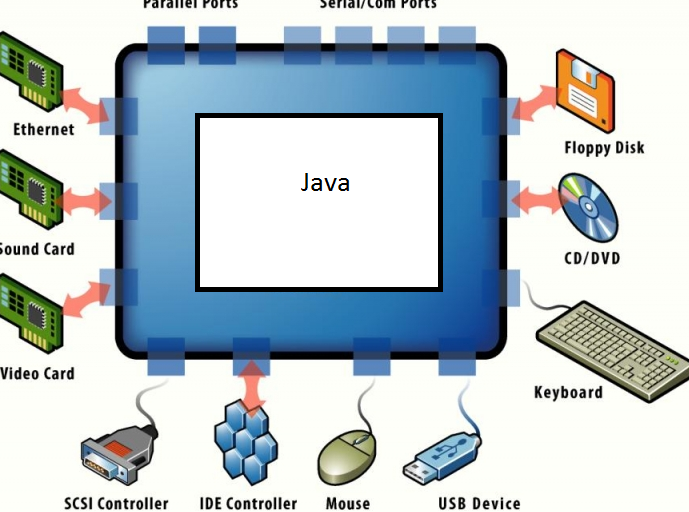 Parallel Ports
Serial/Com Ports
Ethernet
Floppy Disk
Java
Sound Card
CD/DVD
Video Card
Keyboard
SCSI Controller
IDE Controller
Mouse
USB Device